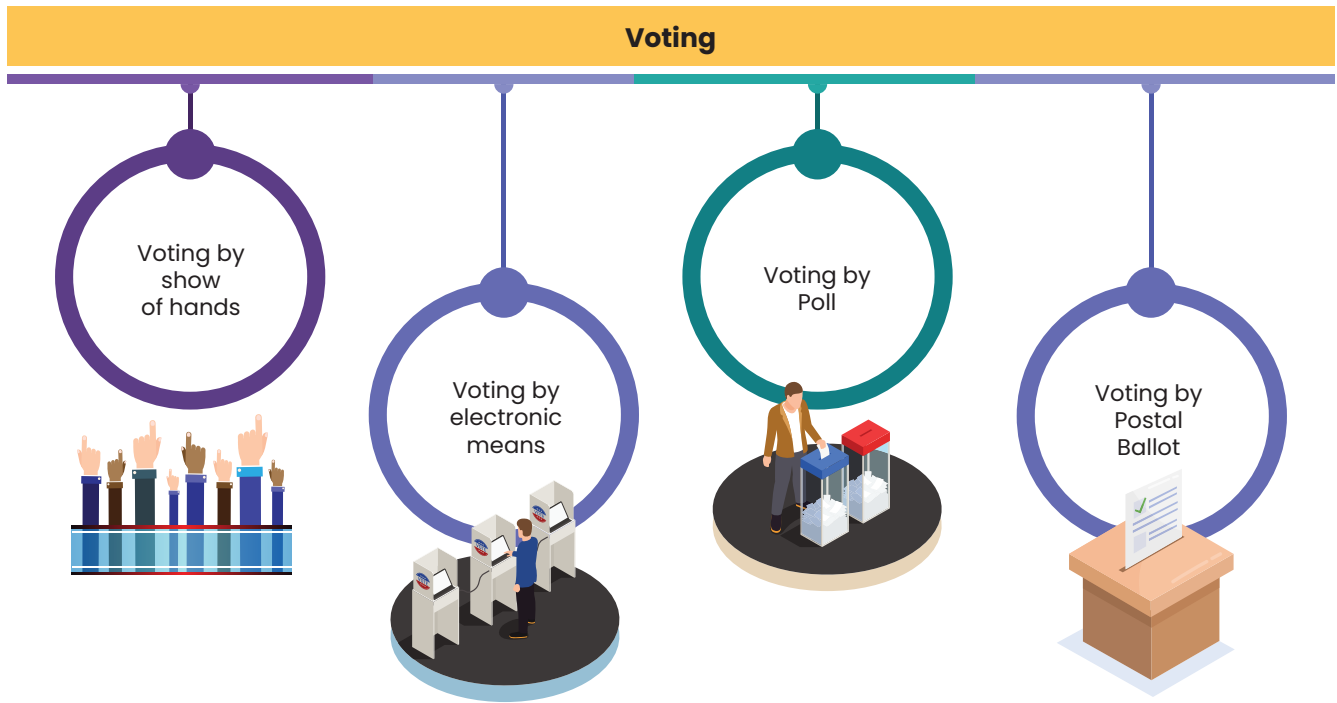 Voting
Voting by
show
of hands
Voting by
electronic
means
Voting by
Poll
Voting by
Postal
Ballot